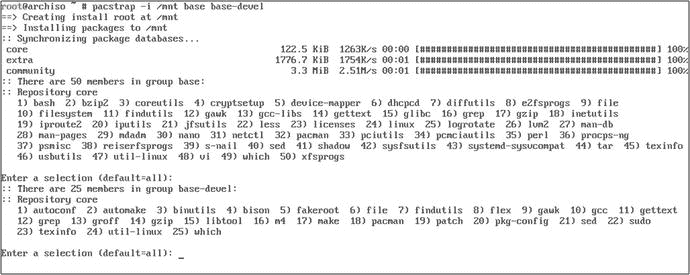 root@archiso ~ # pacstrap -i /mnt base base-devel
==> Creating install root at /mnt
==> Installing packages to /mnt
:: Synchronizing package databases...
core 122.5 KiB 1263K/s 00:00 [########################################] 100%
extra 1776.7 KiB 1754K/s 00:01 [########################################] 100%
community 3.3 MiB 2.51M/s 00:01 [########################################] 100%
:: There are 50 members in group base:
:: Repository core
1) bash 2) bzip2 3) coreutils 4) cryptsetup 5) device-mapper 6) dhcpcd 7) diffutils 8) e2fsprogs 9) file
10) filesystem 11) findutils 12) gawk 13) gcc-libs 14) gettext 15) glibc 16) grep 17) gzip 18) inetutils
19) iproute2 20) iputils 21) jfsutils 22) less 23) licenses 24) linux 25) logrotate 26) lvm2 27) man-db
28) man-pages 29) mdadm 30) nano 31) netctl 32) pacman 33) pciutils 34) pcmciautils 35) perl 36) procps-ng
37) psmisc 38) reiserfsprogs 39) s-nail 40) sed 41) shadow 42) sysfsutils 43) systemd-sysvcompat 44) tar 45) texinfo
46) usbutils 47) util-linux 48) vi 49) which 50) xfsprogs
Enter a selection (default=all):
:: There are 25 members in group base-devel:
:: Repository core
1) autoconf 2) automake 3) binutils 4) bison 5) fakeroot 6) file 7) findutils 8) flex 9) gawk 10) gcc 11) gettext
12) grep 13) groff 14) gzip 15) libtool 16) m4 17) make 18) pacman 19) patch 20) pkg-config 21) sed 22) sudo
23) texinfo 24) util-linux 25) which
Enter a selection (default=all): _